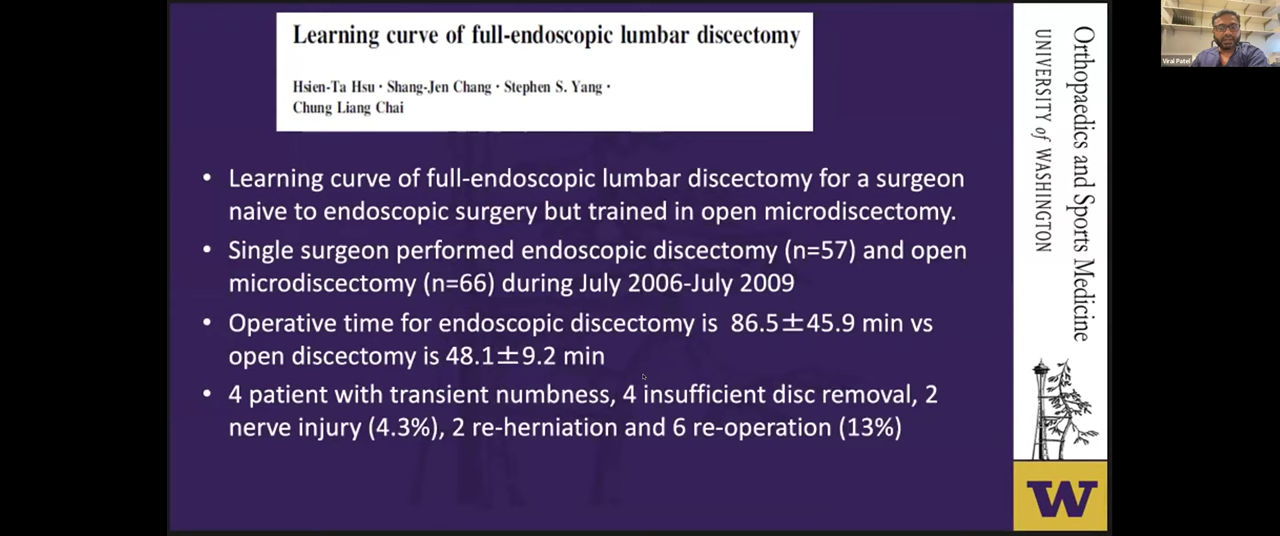 Learning curve of full-endoscopic lumbar discectomy
Hsien-Ta Hsu · Shang-Jen Chang · Stephen S. Yang ·
Chung Liang Chai
• Learning curve of full-endoscopic lumbar discectomy for a surgeon
naive to endoscopic surgery but trained in open microdiscectomy.
• Single surgeon performed endoscopic discectomy (n=57) and open
microdiscectomy (n=66) during July 2006-July 2009
• Operative time for endoscopic discectomy is 86.5±45.9 min vs
open discectomy is 48.1±9.2 min
• 4 patient with transient numbness, 4 insufficient disc removal, 2
nerve injury (4.3%), 2 re-herniation and 6 re-operation (13%)
Orthopaedics and Sports Medicine
UNIVERSITY of WASHINGTON
W
Viral Patel